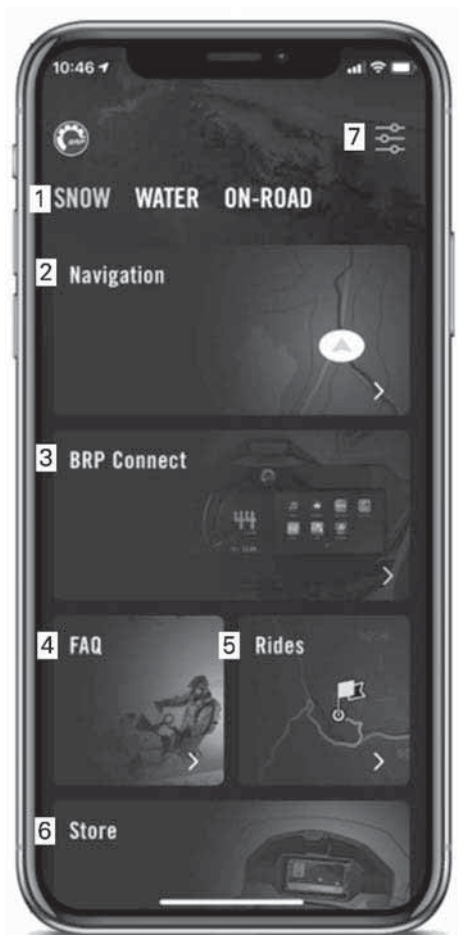 10:46
7
1 SNOW WATER ON-ROAD
2 Navigation
3 BRP Connect
4 FAQ
5 Rides
6 Store